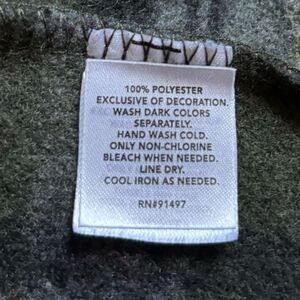 100% POLYESTER
EXCLUSIVE OF DECORATION.
WASH DARK COLORS
SEPARATELY.
HAND WASH COLD.
ONLY NON-CHLORINE
BLEACH WHEN NEEDED.
LINE DRY.
COOL IRON AS NEEDED.
RN#91497